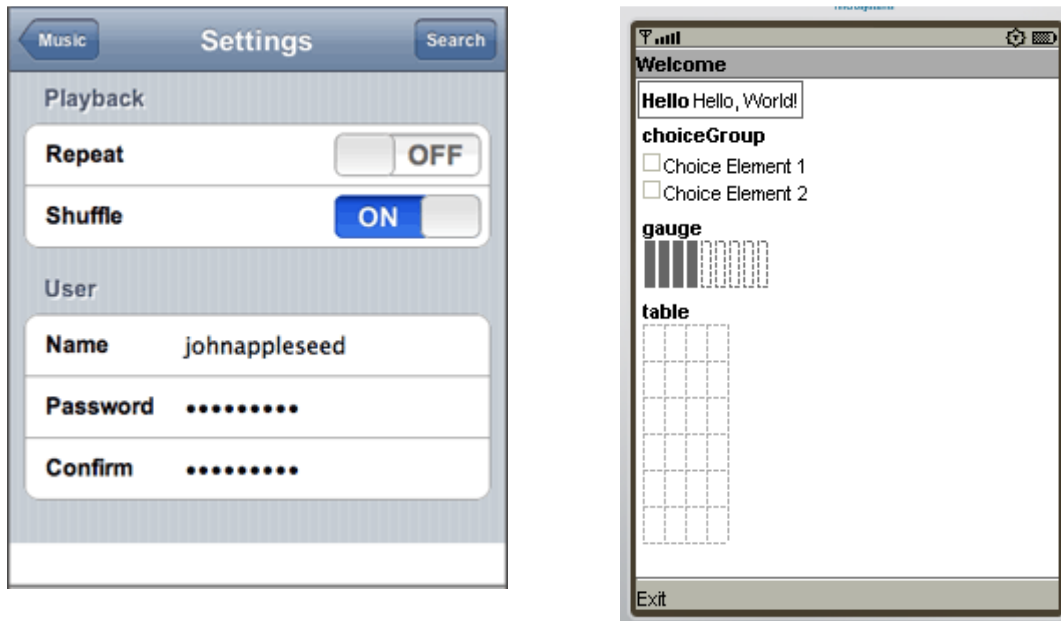 Music Settings Search
Playback
Repeat OFF
Shuffle ON
User
Name johnappleseed
Password •••••••••
Confirm •••••••••
Welcome
Hello Hello, World!
choiceGroup
Choice Element 1
Choice Element 2
gauge
table
Exit